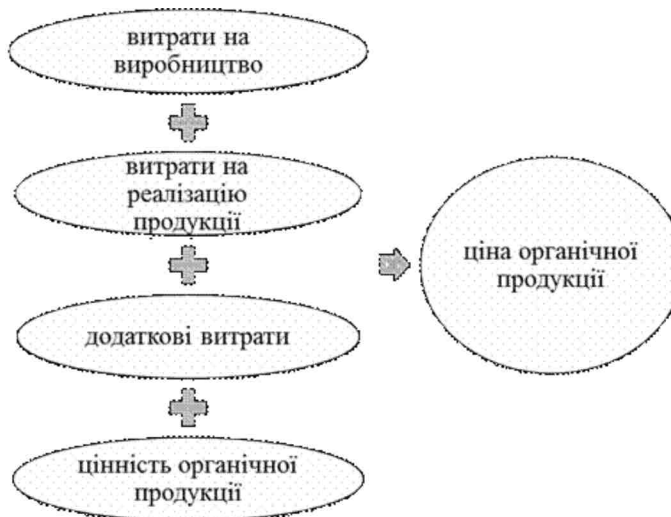 витрати на
виробництво
витрати на
реалізацію
продукції
додаткові витрати
цінність органічної
продукції
ціна органічної
продукції